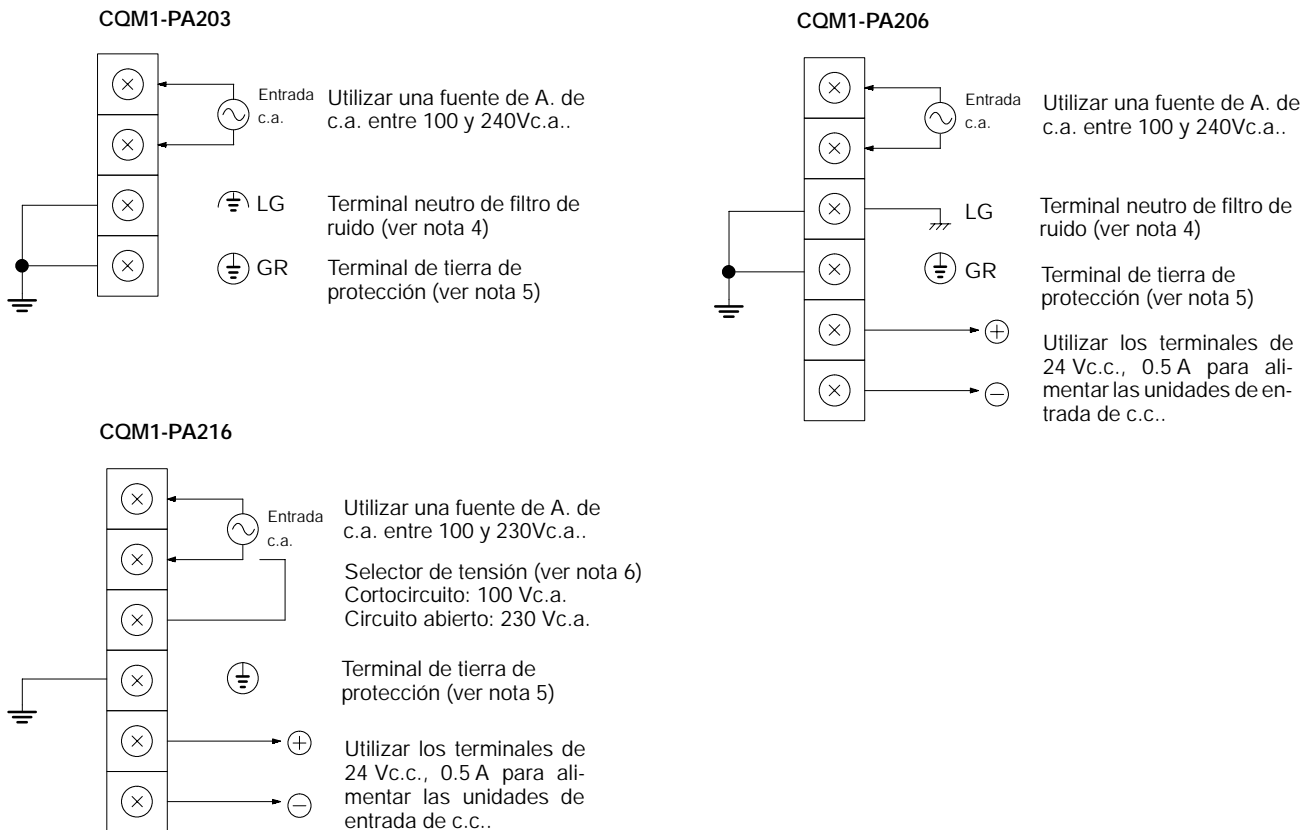 CQM1-PA203
Entrada
c.a.
Utilizar una fuente de A. de
c.a. entre 100 y 240Vc.a..
LG
Terminal neutro de filtro de
ruido (ver nota 4)
GR
Terminal de tierra de
protección (ver nota 5)
CQM1-PA206
Entrada
c.a.
Utilizar una fuente de A. de
c.a. entre 100 y 240Vc.a..
LG
Terminal neutro de filtro de
ruido (ver nota 4)
GR
Terminal de tierra de
protección (ver nota 5)
Utilizar los terminales de
24 Vc.c., 0.5 A para ali-
mentar las unidades de en-
trada de c.c..
CQM1-PA216
Entrada
c.a.
Utilizar una fuente de A. de
c.a. entre 100 y 230Vc.a..
Selector de tensión (ver nota 6)
Cortocircuito: 100 Vc.a.
Circuito abierto: 230 Vc.a.
Terminal de tierra de
protección (ver nota 5)
Utilizar los terminales de
24 Vc.c., 0.5 A para ali-
mentar las unidades de
entrada de c.c..